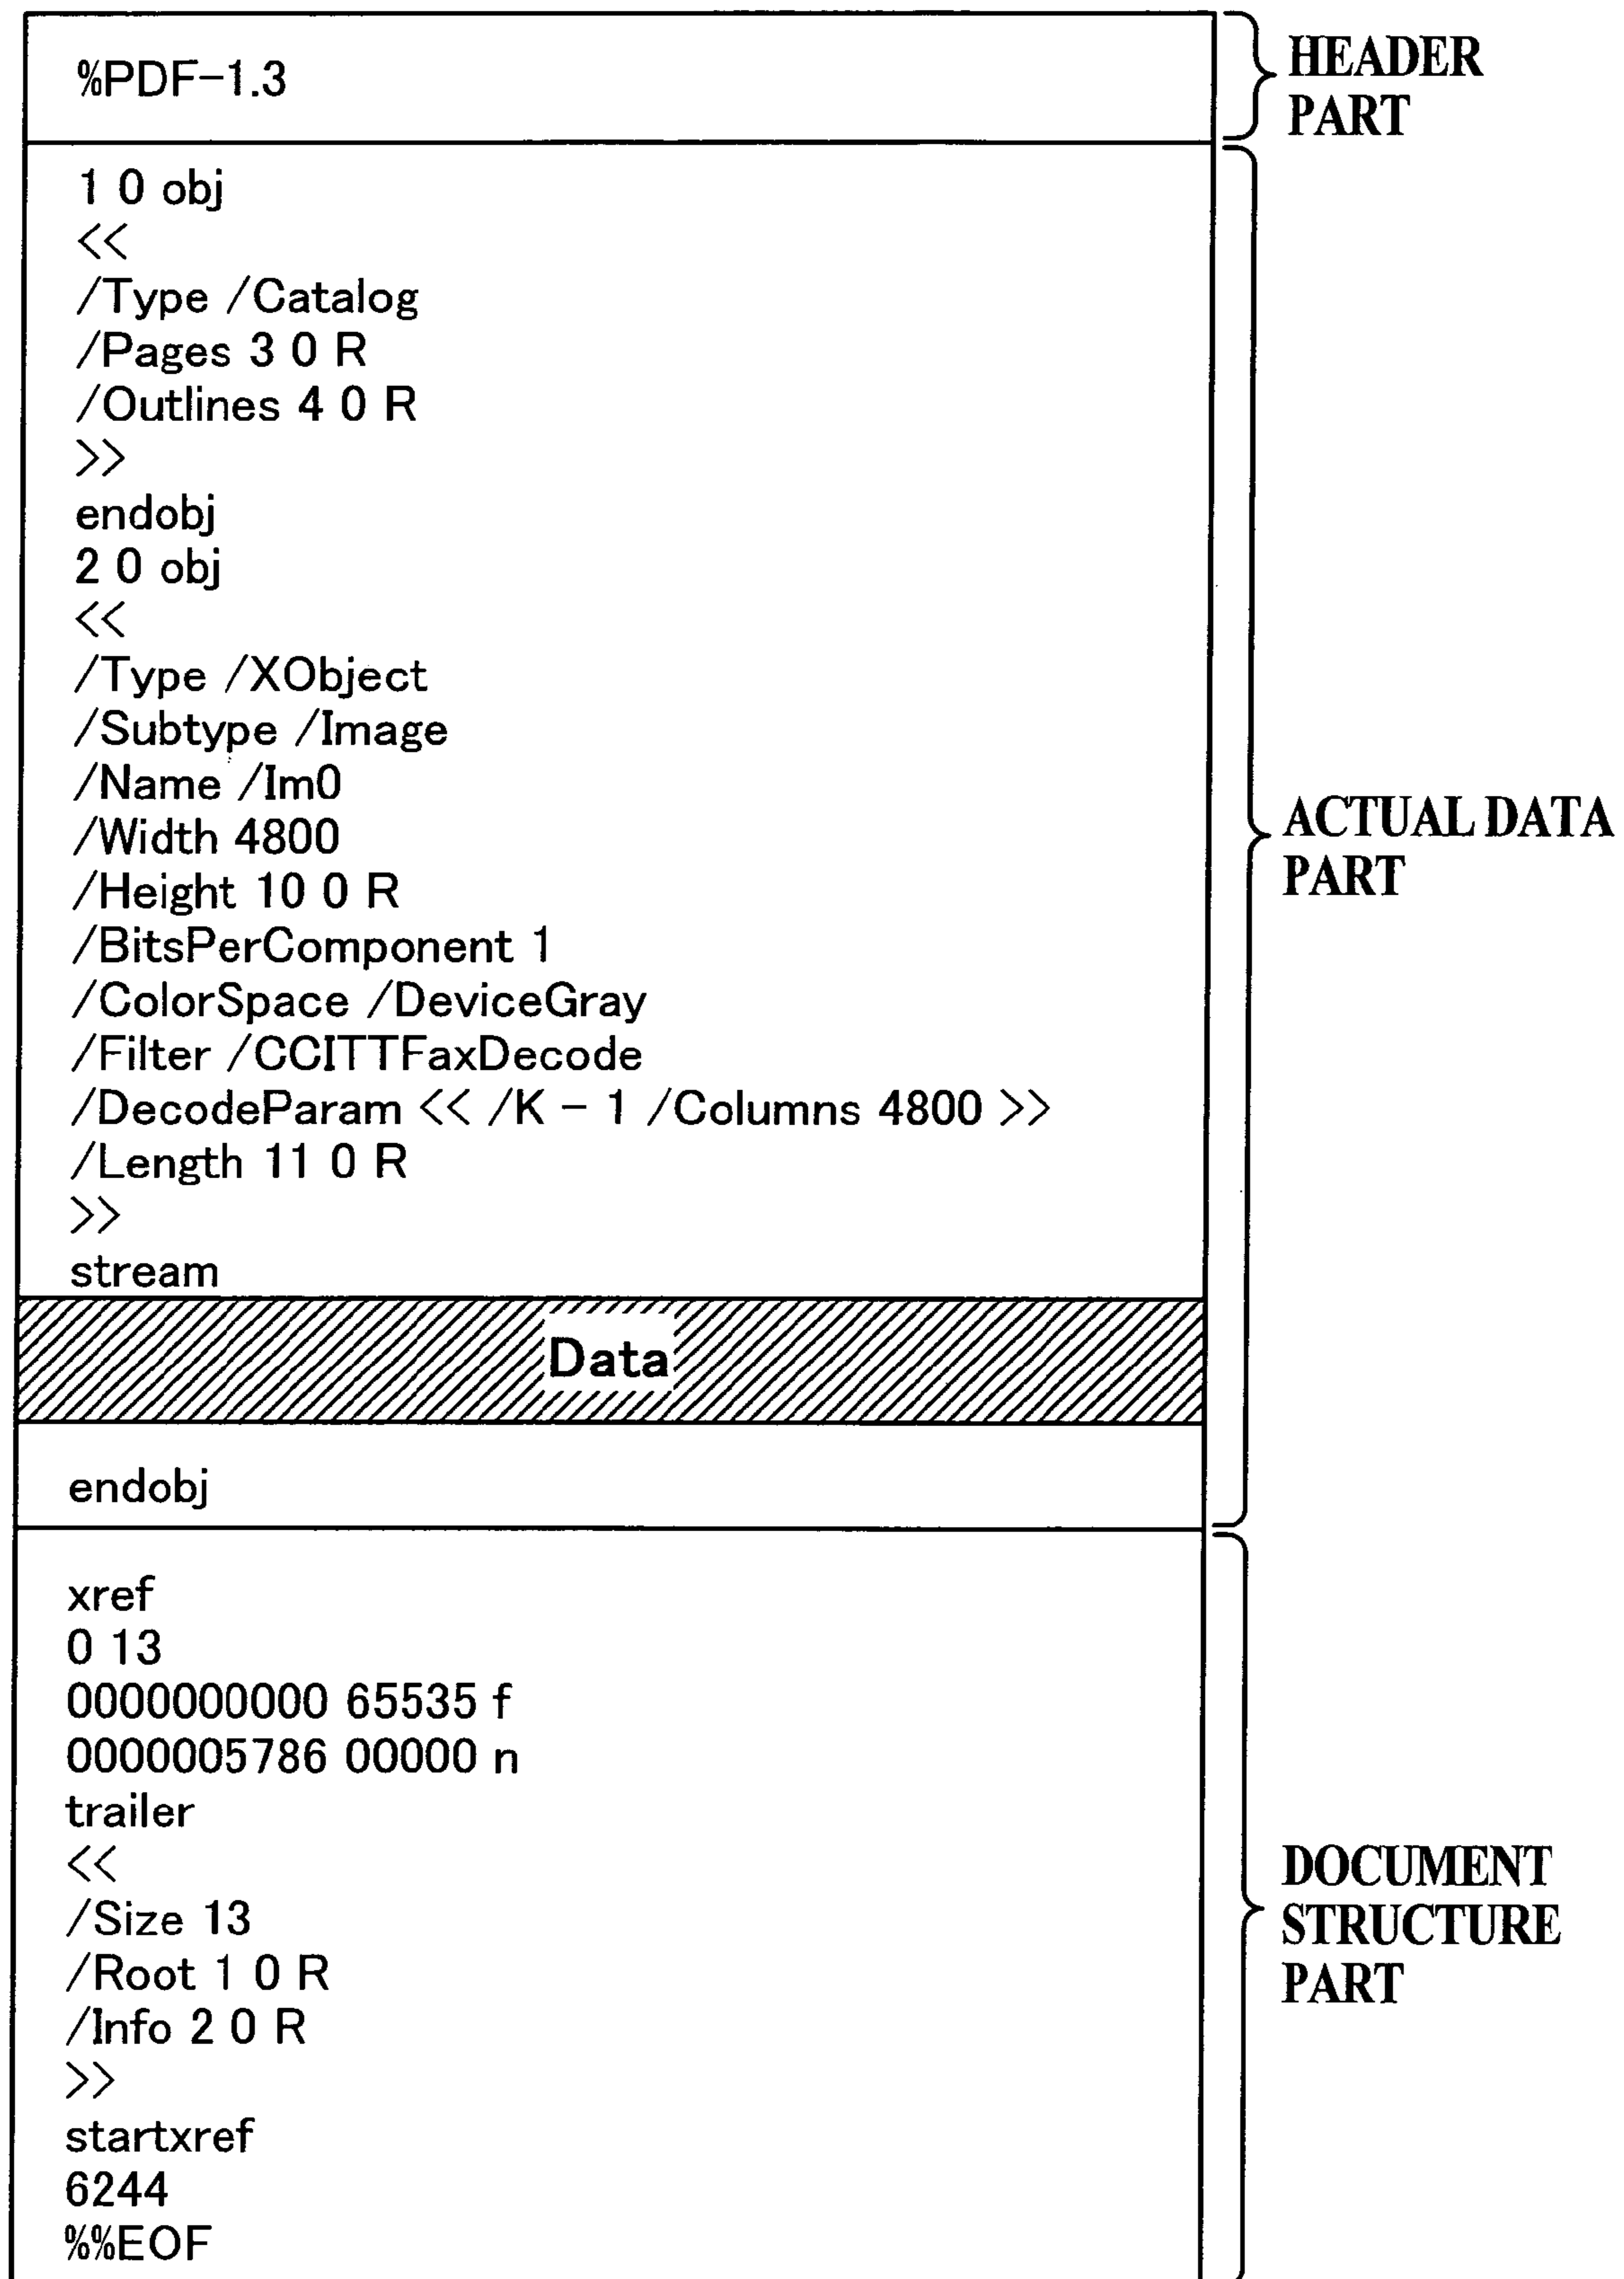 %PDF-1.3
HEADER
PART
1 0 obj
<<
/Type /Catalog
/Pages 3 0 R
/Outlines 4 0 R
>>
endobj
2 0 obj
<<
/Type /XObject
/Subtype /Image
/Name /Im0
/Width 4800
/Height 10 0 R
/BitsPerComponent 1
/ColorSpace /DeviceGray
/Filter /CCITTFaxDecode
/DecodeParam << /K - 1 /Columns 4800 >>
/Length 11 0 R
>>
stream
Data
endobj
ACTUAL DATA
PART
xref
0 13
0000000000 65535 f
0000005786 00000 n
trailer
<<
/Size 13
/Root 1 0 R
/Info 2 0 R
>>
startxref
6244
%%EOF
DOCUMENT
STRUCTURE
PART